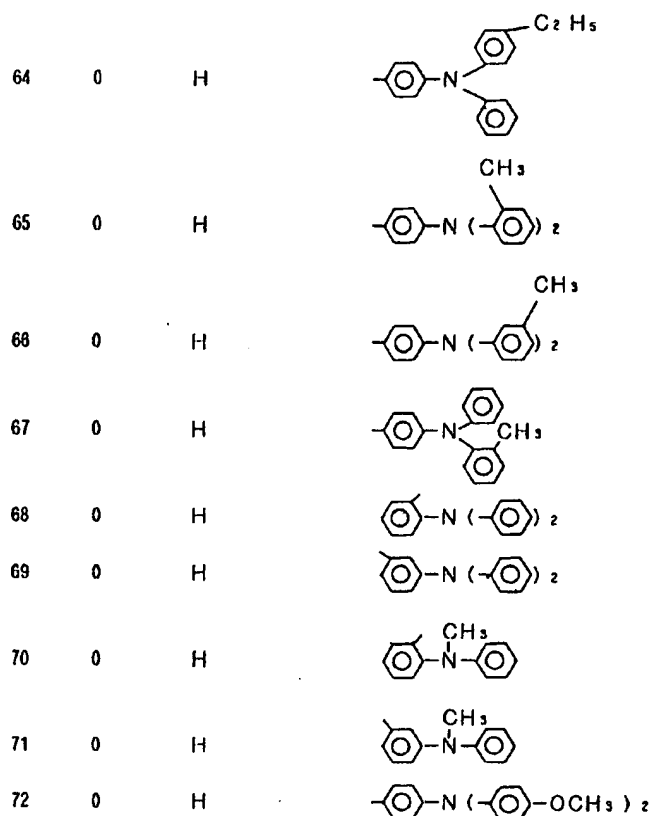 C₂H₅
64 0 H N
CH₃
65 0 H N ( )₂
CH₃
66 0 H N ( )₂
67 0 H N CH₃
68 0 H N ( )₂
69 0 H N ( )₂
CH₃
70 0 H N
CH₃
71 0 H N
72 0 H N ( OCH₃ )₂